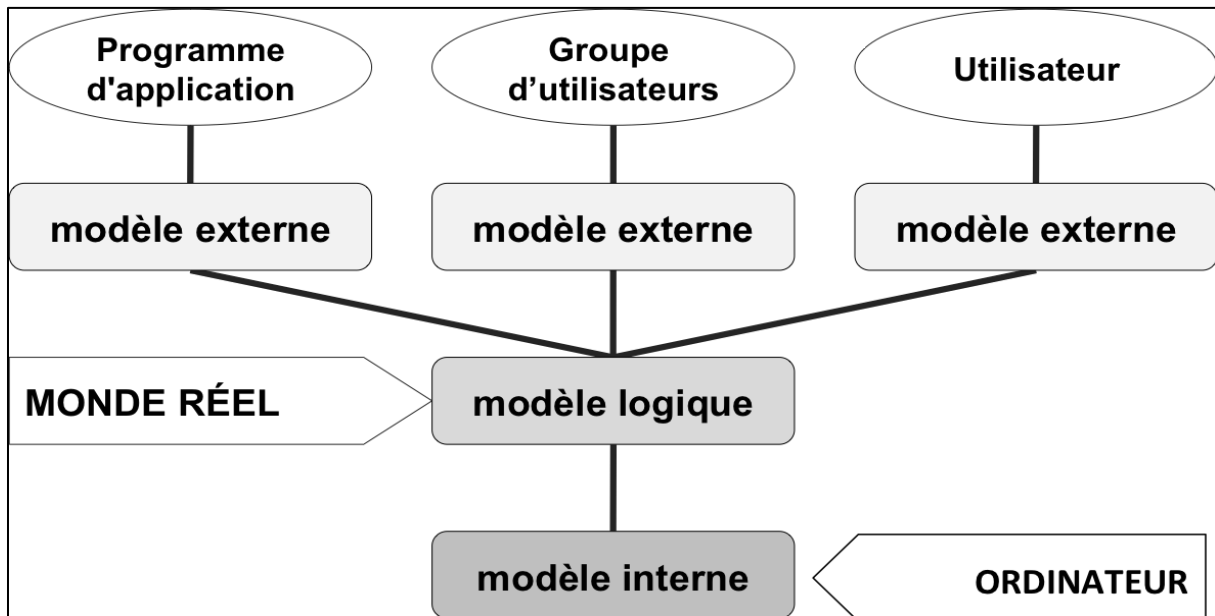 Programme
d'application
Groupe
d’utilisateurs
Utilisateur
modèle externe
modèle externe
modèle externe
MONDE RÉEL
modèle logique
modèle interne
ORDINATEUR